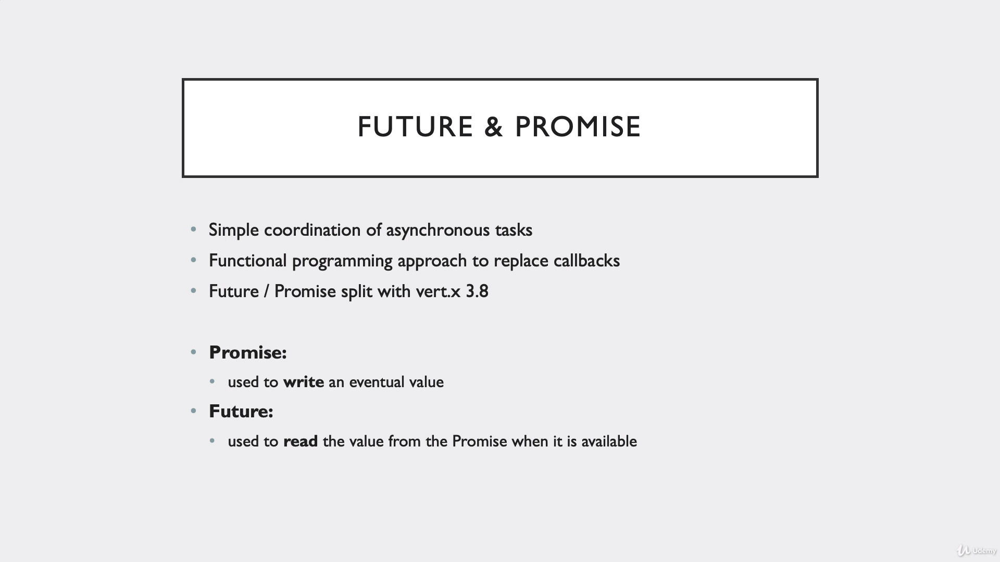 FUTURE & PROMISE
• Simple coordination of asynchronous tasks
• Functional programming approach to replace callbacks
• Future / Promise split with vert.x 3.8
• Promise:
• used to write an eventual value
• Future:
• used to read the value from the Promise when it is available
Udemy